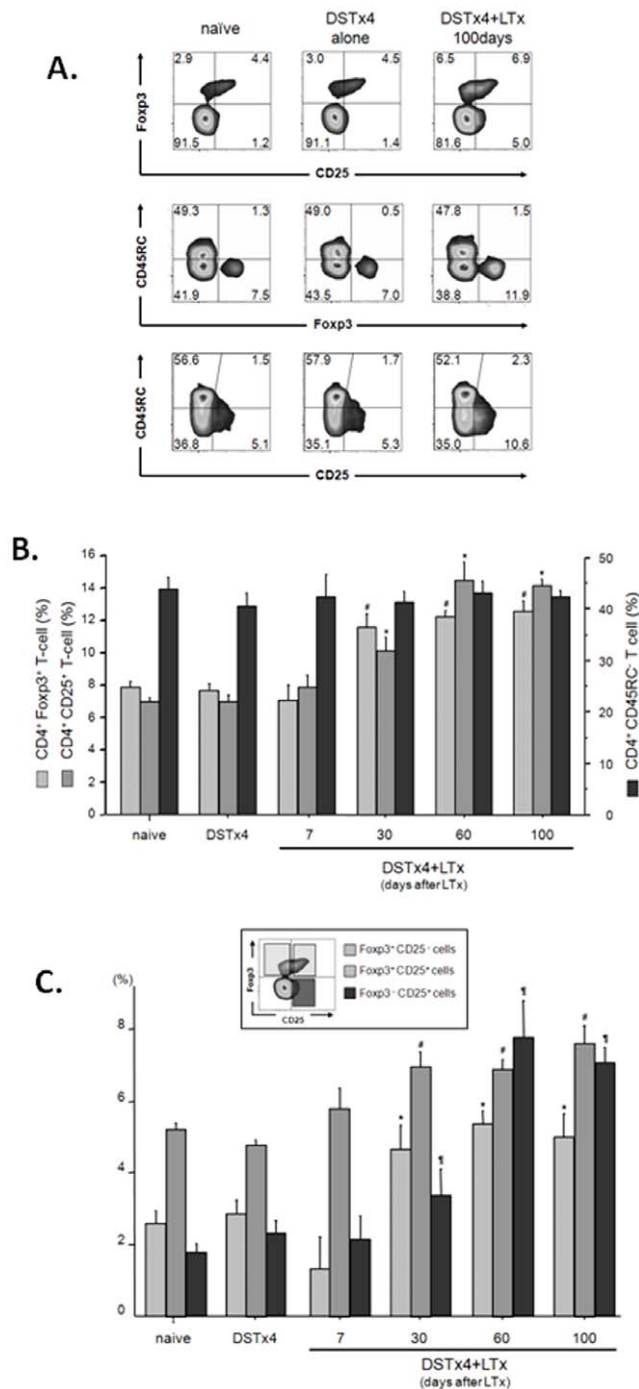 A.
naïve
DSTx4
alone
DSTx4+LTx
100days
Foxp3
2.9 4.4
91.5 1.2
3.0 4.5
91.1 1.4
6.5 6.9
81.6 5.0
CD25
CD45RC
49.3 1.3
41.9 7.5
49.0 0.5
43.5 7.0
47.8 1.5
38.8 11.9
Foxp3
CD45RC
56.6 1.5
36.8 5.1
57.9 1.7
35.1 5.3
52.1 2.3
35.0 10.6
CD25
B.
CD4⁺ Foxp3⁺ T-cell (%)
CD4⁺ CD25⁺ T-cell (%)
16
14
12
10
8
6
4
2
0
# * # * # *
50
40
30
20
10
0
CD4⁺ CD45RC⁻ T cell (%)
naive DSTx4 7 30 60 100
DSTx4+LTx
(days after LTx)
C.
Foxp3
CD25
Foxp3⁺ CD25⁻ cells
Foxp3⁺ CD25⁺ cells
Foxp3⁻ CD25⁺ cells
(%)
8
6
4
2
0
* # ¶ * # ¶ * # ¶
naive DSTx4 7 30 60 100
DSTx4+LTx
(days after LTx)